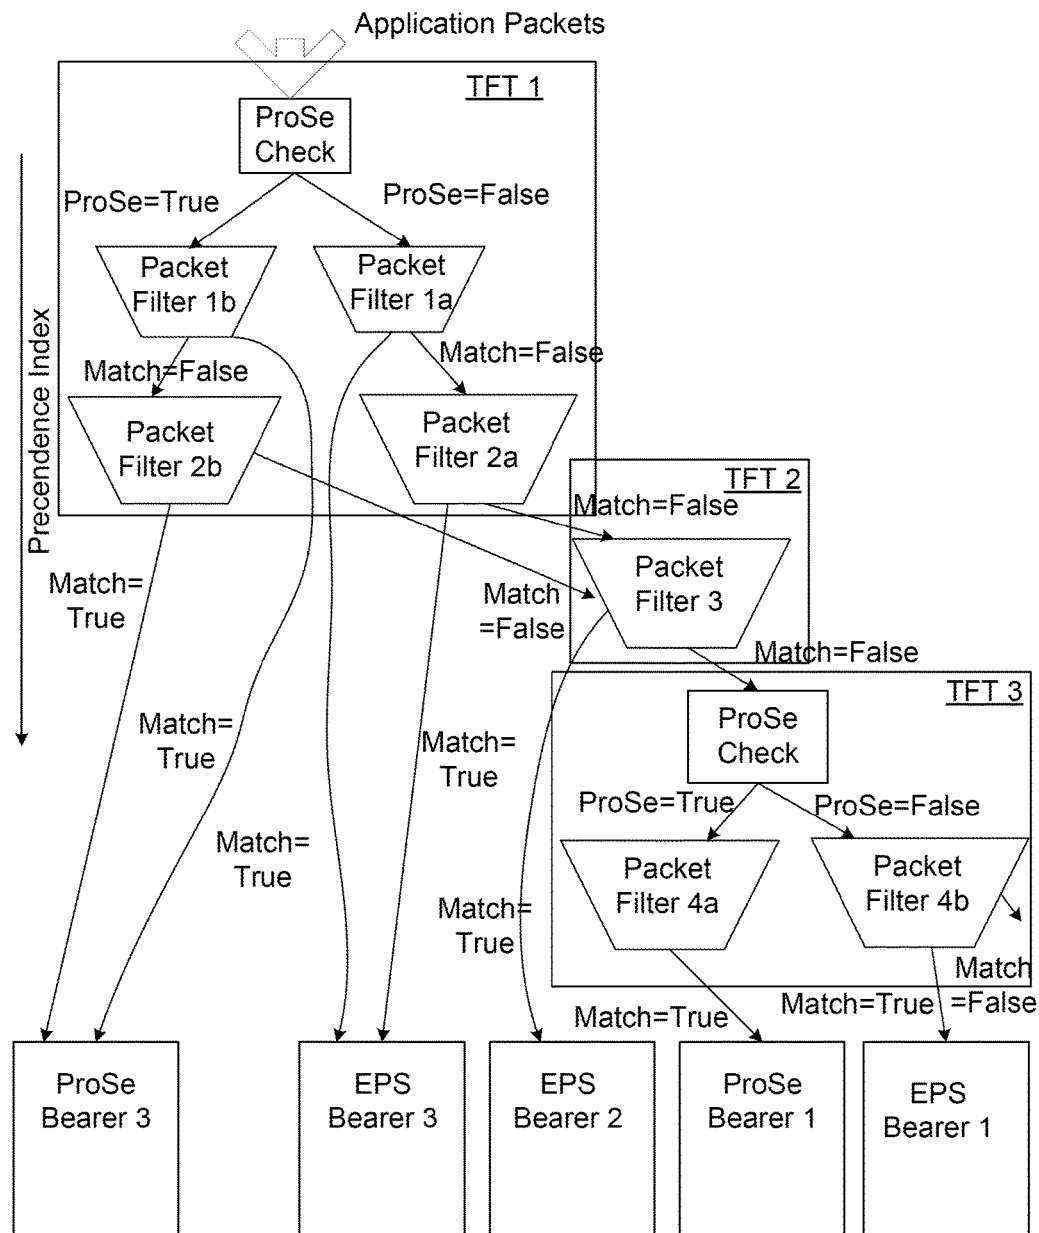 Application Packets
TFT 1
ProSe
Check
ProSe=True
ProSe=False
Packet
Filter 1b
Packet
Filter 1a
Precendence Index
Match=False
Match=False
Packet
Filter 2b
Packet
Filter 2a
TFT 2
Match=False
Packet
Filter 3
Match=
True
Match
=False
Match=False
TFT 3
ProSe
Check
Match=
True
Match=
True
ProSe=True
ProSe=False
Match=
True
Packet
Filter 4a
Packet
Filter 4b
Match=
True
Match
=False
Match=True
Match=True
ProSe
Bearer 3
EPS
Bearer 3
EPS
Bearer 2
ProSe
Bearer 1
EPS
Bearer 1